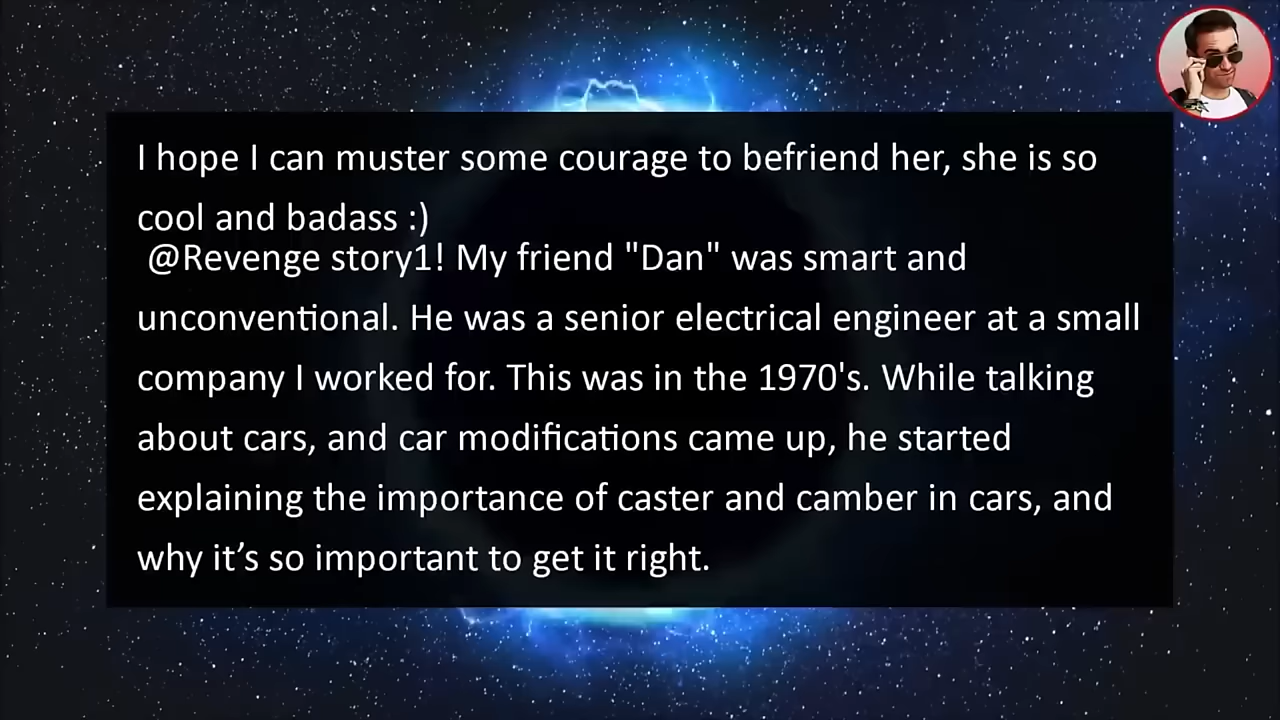 I hope I can muster some courage to befriend her, she is so
cool and badass :)
@Revenge story1! My friend "Dan" was smart and
unconventional. He was a senior electrical engineer at a small
company I worked for. This was in the 1970's. While talking
about cars, and car modifications came up, he started
explaining the importance of caster and camber in cars, and
why it’s so important to get it right.